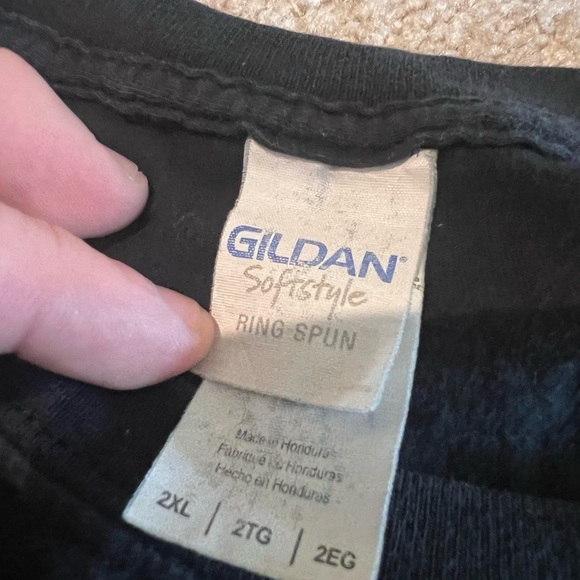 GILDAN®
Softstyle
RING SPUN
Made in Honduras
Fabriqué au Honduras
Hecho en Honduras
2XL | 2TG | 2EG